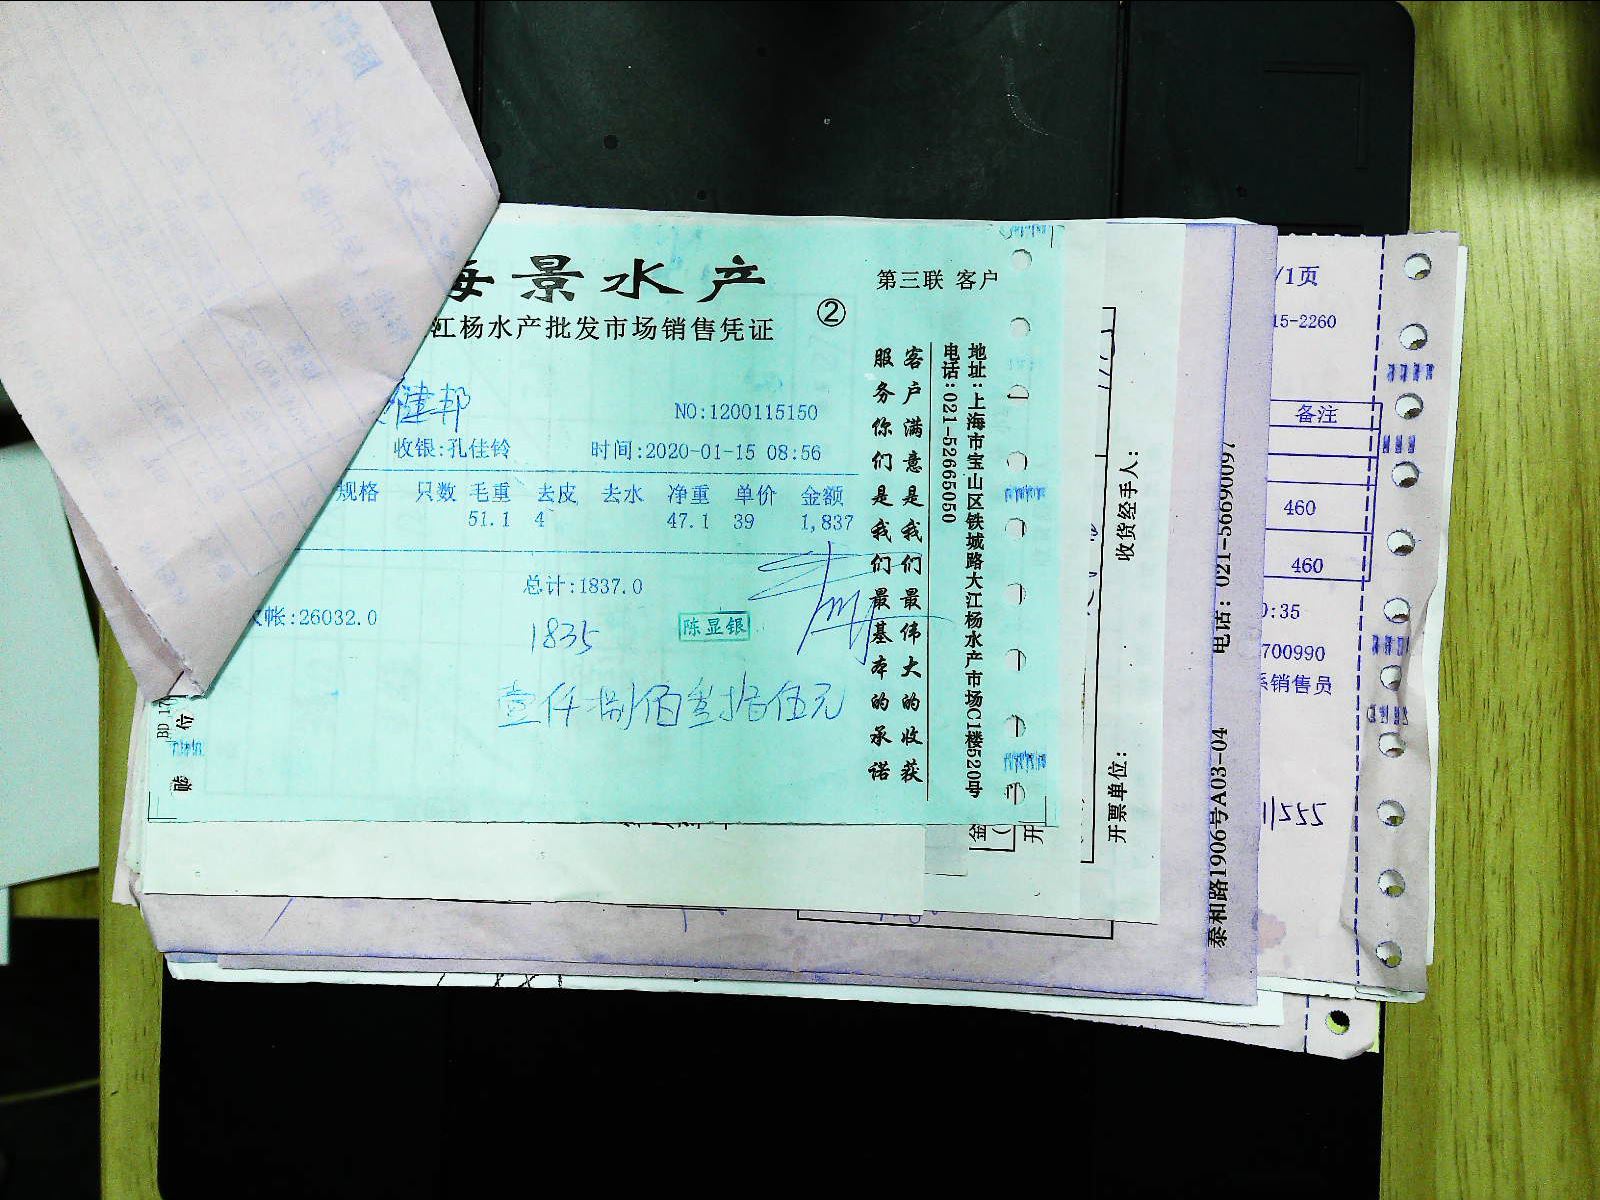 海景水产
江杨水产批发市场销售凭证
②
第三联 客户
健邦
NO:1200115150
收银:孔佳铃
时间:2020-01-15 08:56
规格 只数 毛重 去皮 去水 净重 单价 金额
51.1 4 47.1 39 1,837
总计:1837.0
欠帐:26032.0
1835
陈显银
壹仟捌佰叁拾伍元
客户满意是我们最伟大的收获
服务你们是我们最基本的承诺
地址:上海市宝山区铁城路大江杨水产市场C1楼520号
电话:021-52665050
收货经手人:
开票单位:
电话: 021-56690097
泰和路1906号A03-04
/1页
15-2260
备注
460
460
0:35
700990
系销售员